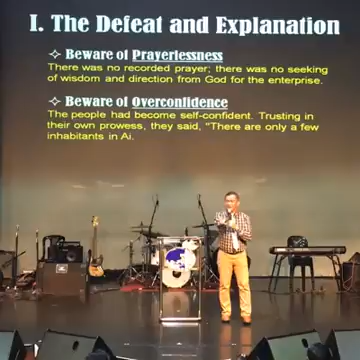 I. The Defeat and Explanation
✧ Beware of Prayerlessness
There was no recorded prayer; there was no seeking
of wisdom and direction from God for the enterprise.
✧ Beware of Overconfidence
The people had become self-confident. Trusting in
their own prowess, they said, "There are only a few
inhabitants in Ai.